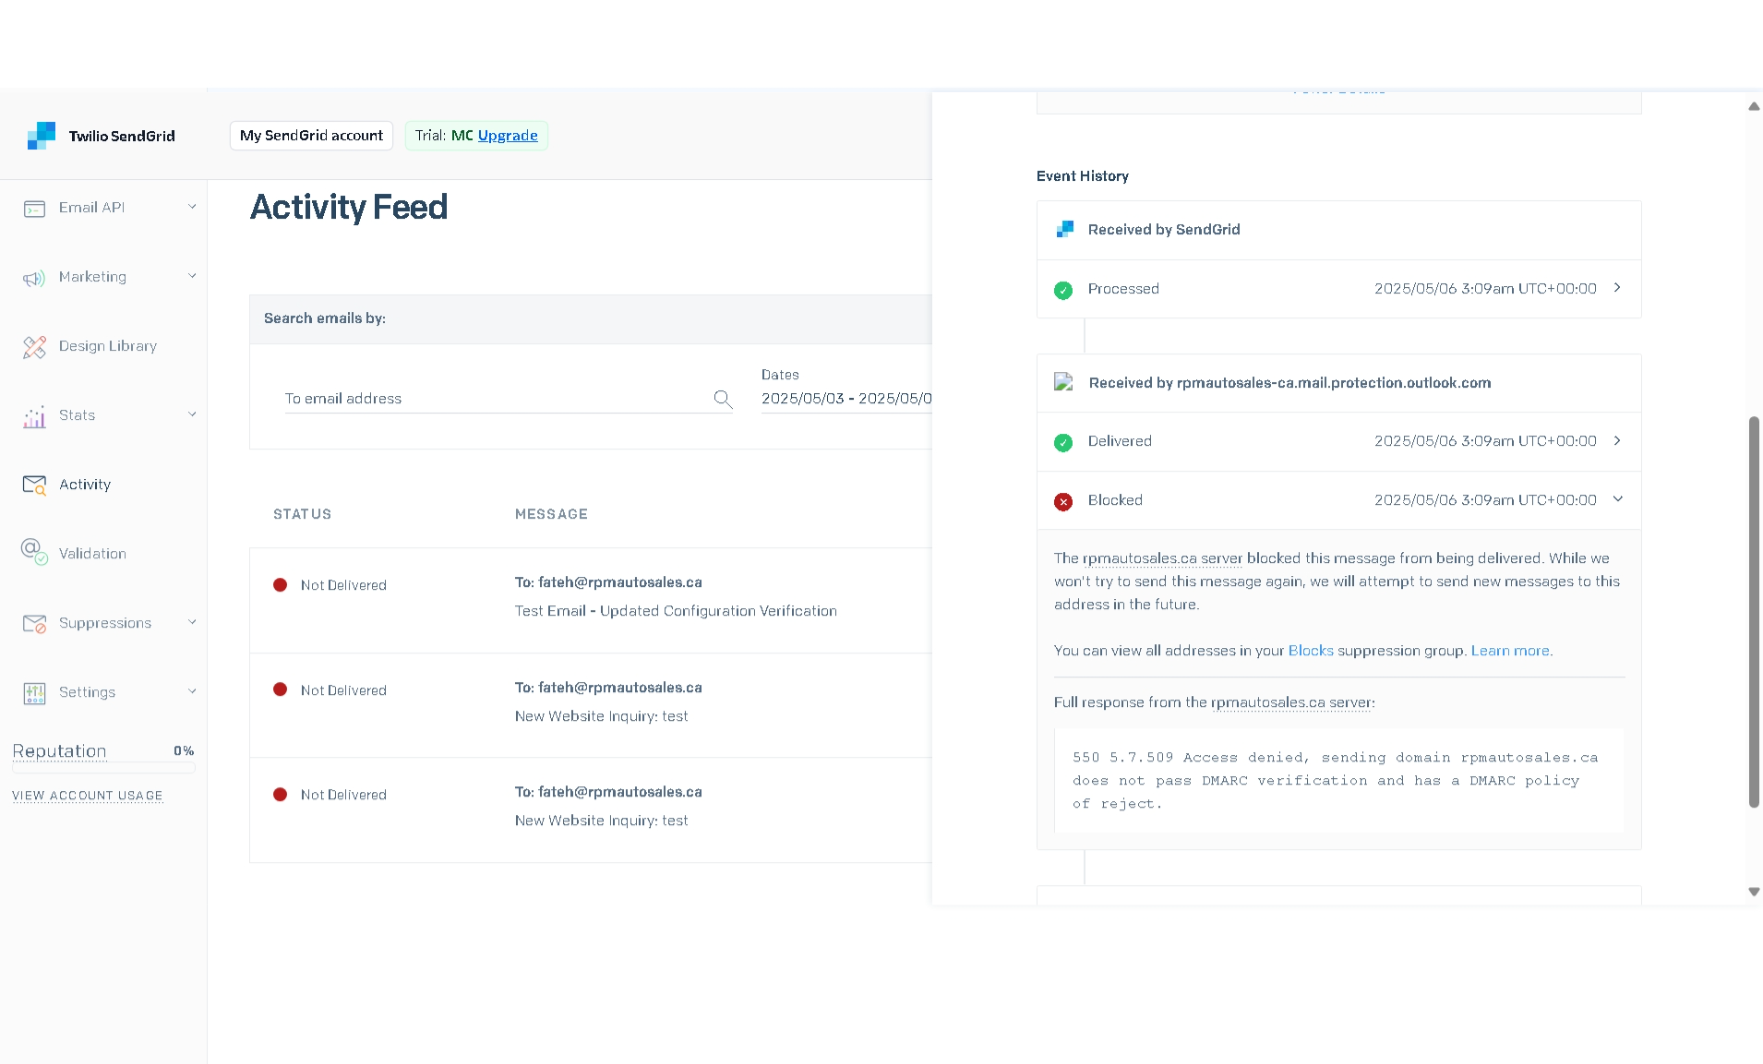 Twilio SendGrid
My SendGrid account
Trial: MC Upgrade
Email API
Marketing
Design Library
Stats
Activity
Validation
Suppressions
Settings
Reputation 0%
VIEW ACCOUNT USAGE
Activity Feed
Search emails by:
To email address
Dates
2025/05/03 - 2025/05/0
STATUS MESSAGE
Not Delivered
To: fateh@rpmautosales.ca
Test Email - Updated Configuration Verification
Not Delivered
To: fateh@rpmautosales.ca
New Website Inquiry: test
Not Delivered
To: fateh@rpmautosales.ca
New Website Inquiry: test
Event History
Received by SendGrid
Processed 2025/05/06 3:09am UTC+00:00
Received by rpmautosales-ca.mail.protection.outlook.com
Delivered 2025/05/06 3:09am UTC+00:00
Blocked 2025/05/06 3:09am UTC+00:00
The rpmautosales.ca server blocked this message from being delivered. While we
won't try to send this message again, we will attempt to send new messages to this
address in the future.
You can view all addresses in your Blocks suppression group. Learn more.
Full response from the rpmautosales.ca server:
550 5.7.509 Access denied, sending domain rpmautosales.ca
does not pass DMARC verification and has a DMARC policy
of reject.